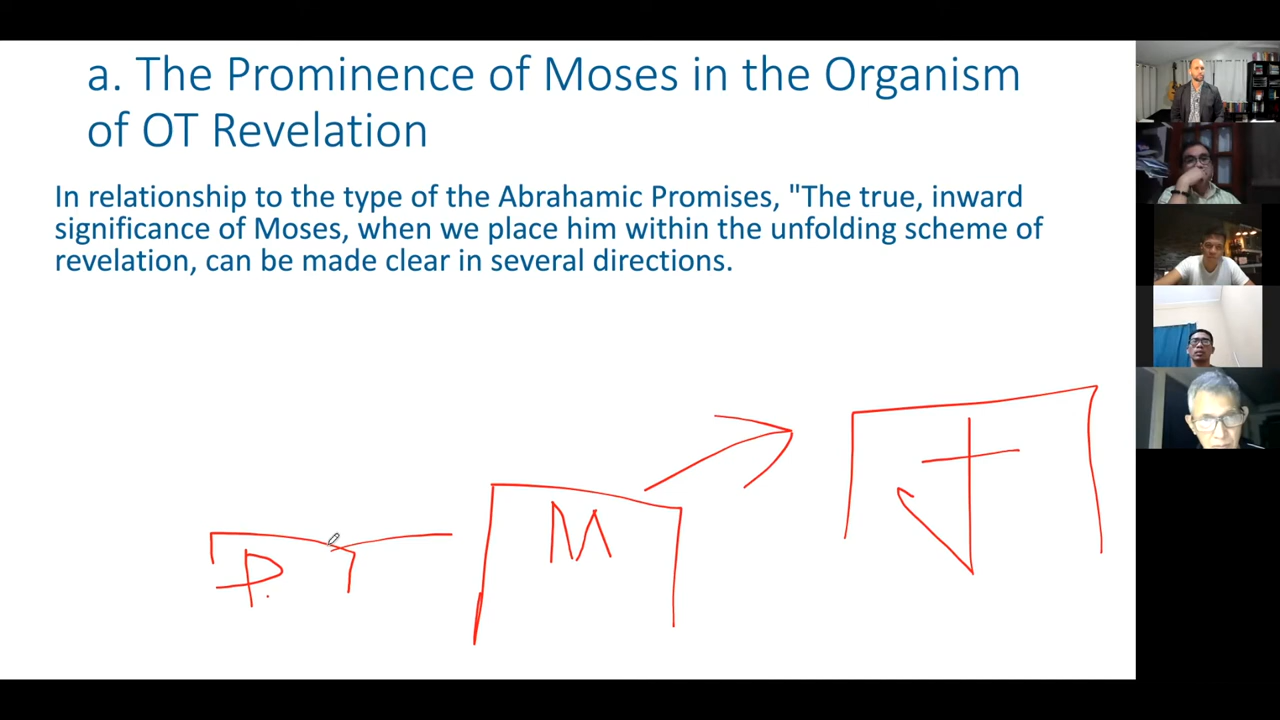 a. The Prominence of Moses in the Organism
of OT Revelation
In relationship to the type of the Abrahamic Promises, "The true, inward
significance of Moses, when we place him within the unfolding scheme of
revelation, can be made clear in several directions.
P.
M